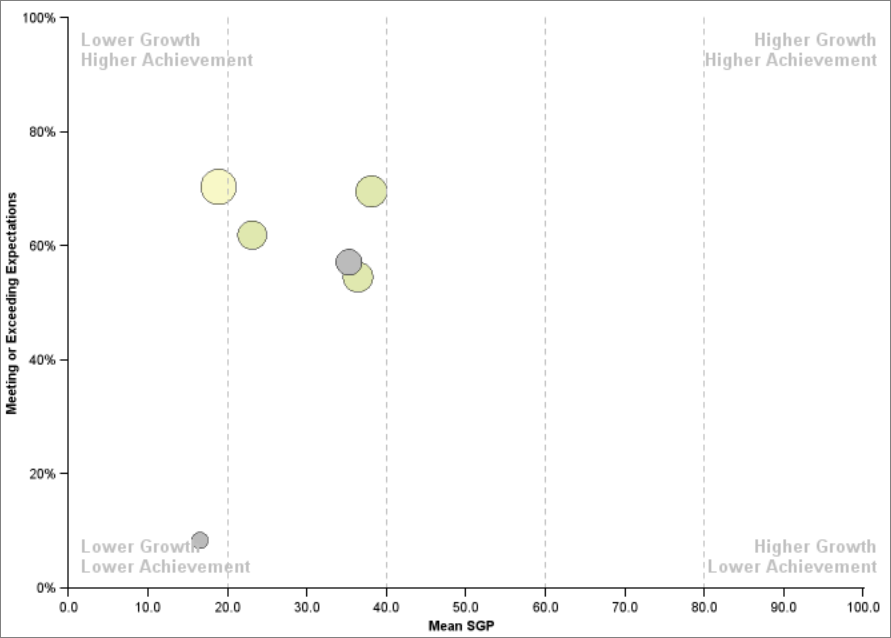 100%
Lower Growth
Higher Achievement
Higher Growth
Higher Achievement
80%
60%
40%
20%
0%
Meeting or Exceeding Expectations
Lower Growth
Lower Achievement
Higher Growth
Lower Achievement
0.0 10.0 20.0 30.0 40.0 50.0 60.0 70.0 80.0 90.0 100.0
Mean SGP